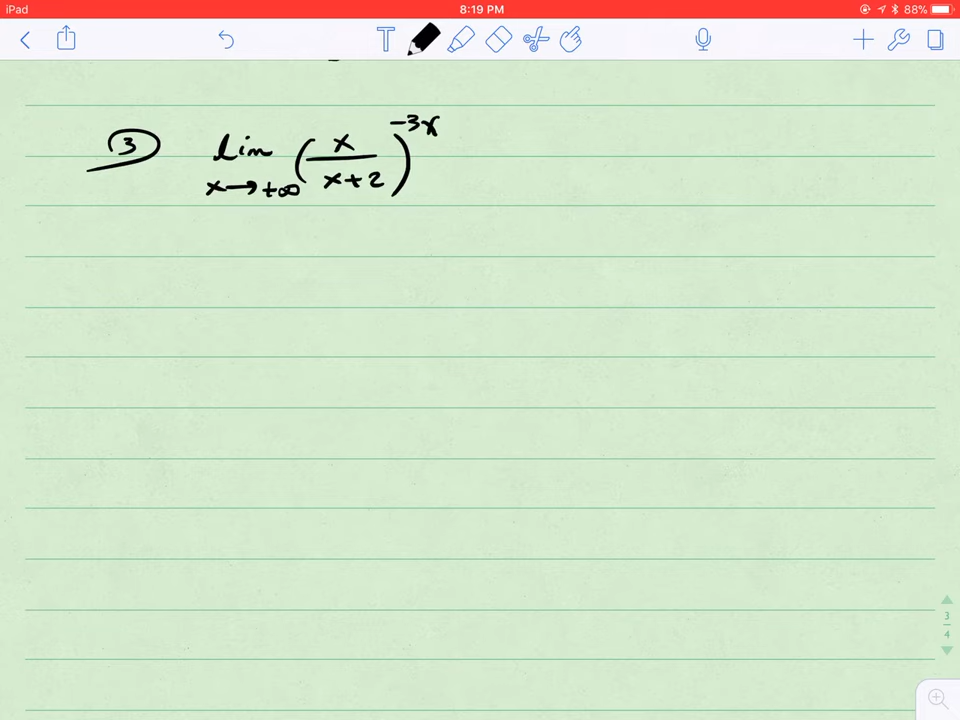 iPad 8:19 PM 88%
T
③ lim (x / x+2)^-3x
x→+∞
3
4